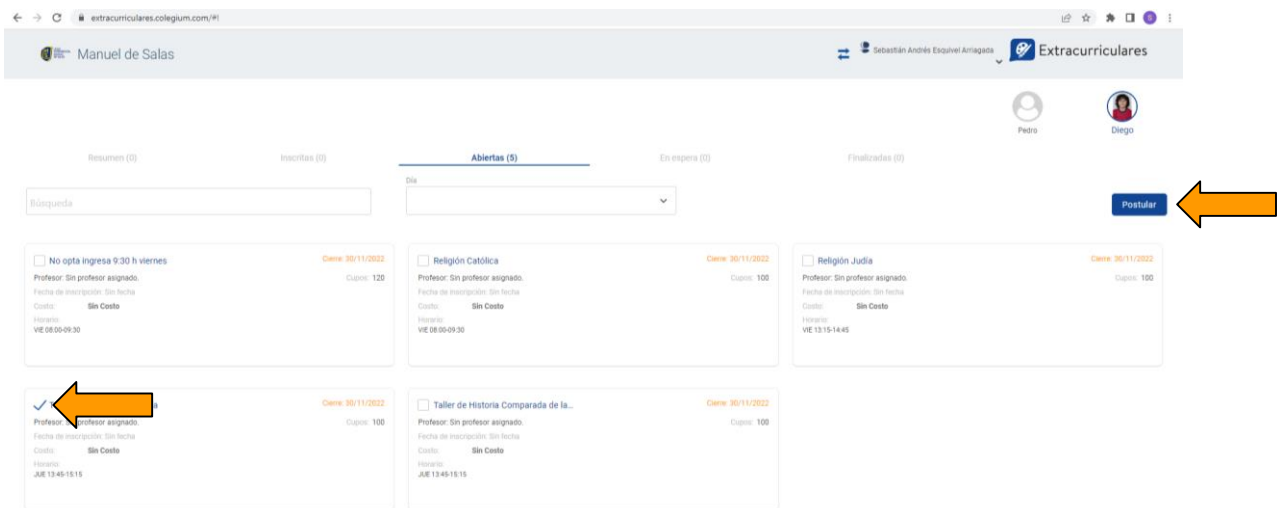 extracurriculares.colegium.com/#!
S
Manuel de Salas
Sebastián Andrés Esquivel Arriagada
Extracurriculares
Pedro
Diego
Resumen (0)
Inscritas (0)
Abiertas (5)
En espera (0)
Finalizadas (0)
Día
Búsqueda
Postular
No opta ingresa 9:30 h viernes
Cierre: 30/11/2022
Profesor: Sin profesor asignado.
Cupos: 120
Fecha de inscripción: Sin fecha
Costo: Sin Costo
Horario:
VIE 08:00-09:30
Religión Católica
Cierre: 30/11/2022
Profesor: Sin profesor asignado.
Cupos: 100
Fecha de inscripción: Sin fecha
Costo: Sin Costo
Horario:
VIE 08:00-09:30
Religión Judía
Cierre: 30/11/2022
Profesor: Sin profesor asignado.
Cupos: 100
Fecha de inscripción: Sin fecha
Costo: Sin Costo
Horario:
VIE 13:15-14:45
Cierre: 30/11/2022
Profesor: profesor asignado.
Cupos: 100
Fecha de inscripción: Sin fecha
Costo: Sin Costo
Horario:
JUE 13:45-15:15
Taller de Historia Comparada de la...
Cierre: 30/11/2022
Profesor: Sin profesor asignado.
Cupos: 100
Fecha de inscripción: Sin fecha
Costo: Sin Costo
Horario:
JUE 13:45-15:15